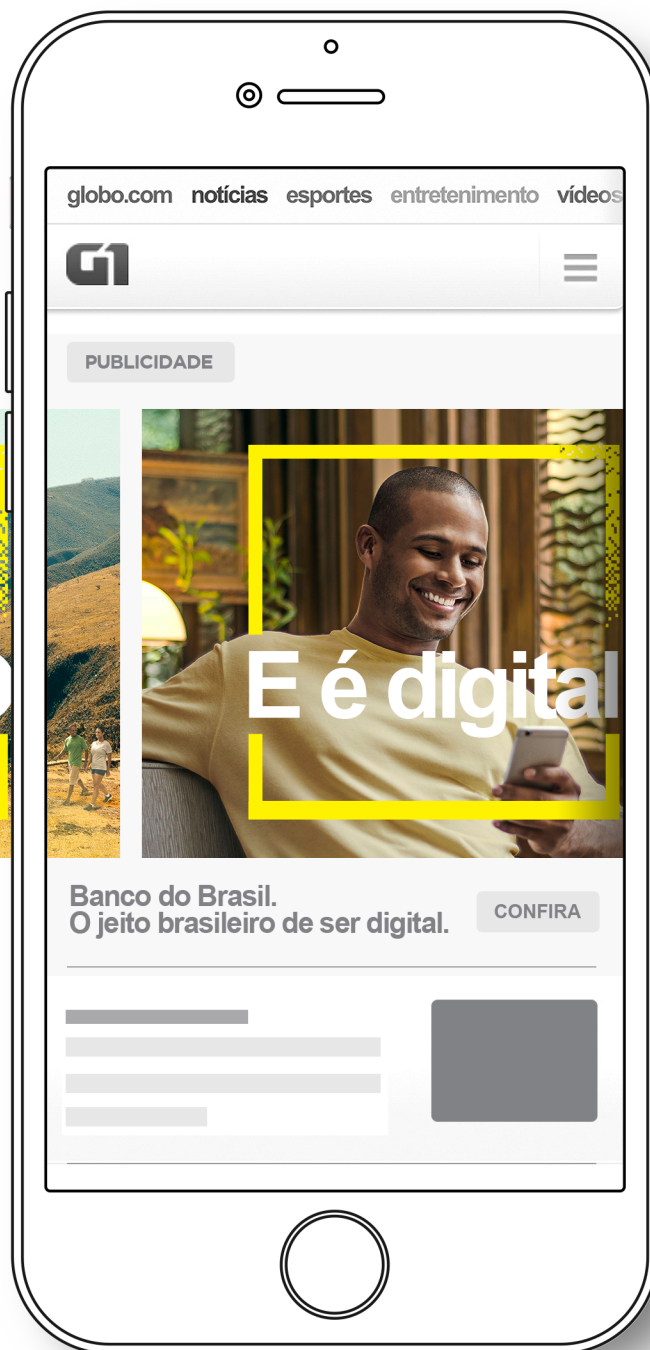 globo.com notícias esportes entretenimento vídeos
G1
PUBLICIDADE
E é digital
Banco do Brasil.
O jeito brasileiro de ser digital.
CONFIRA